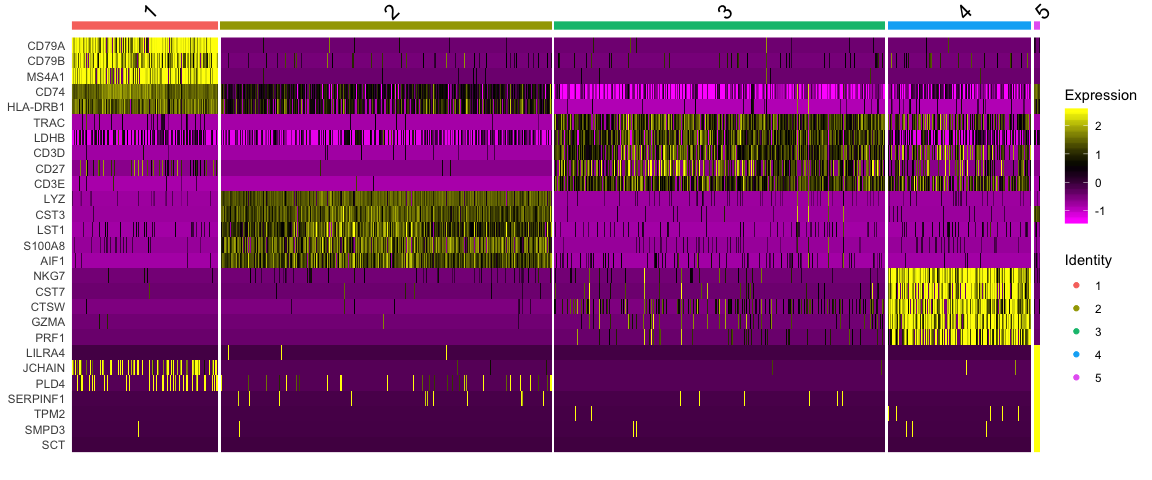 1 2 3 4 5
CD79A
CD79B
MS4A1
CD74
HLA-DRB1
TRAC
LDHB
CD3D
CD27
CD3E
LYZ
CST3
LST1
S100A8
AIF1
NKG7
CST7
CTSW
GZMA
PRF1
LILRA4
JCHAIN
PLD4
SERPINF1
TPM2
SMPD3
SCT
Expression
2
1
0
-1
Identity
1
2
3
4
5